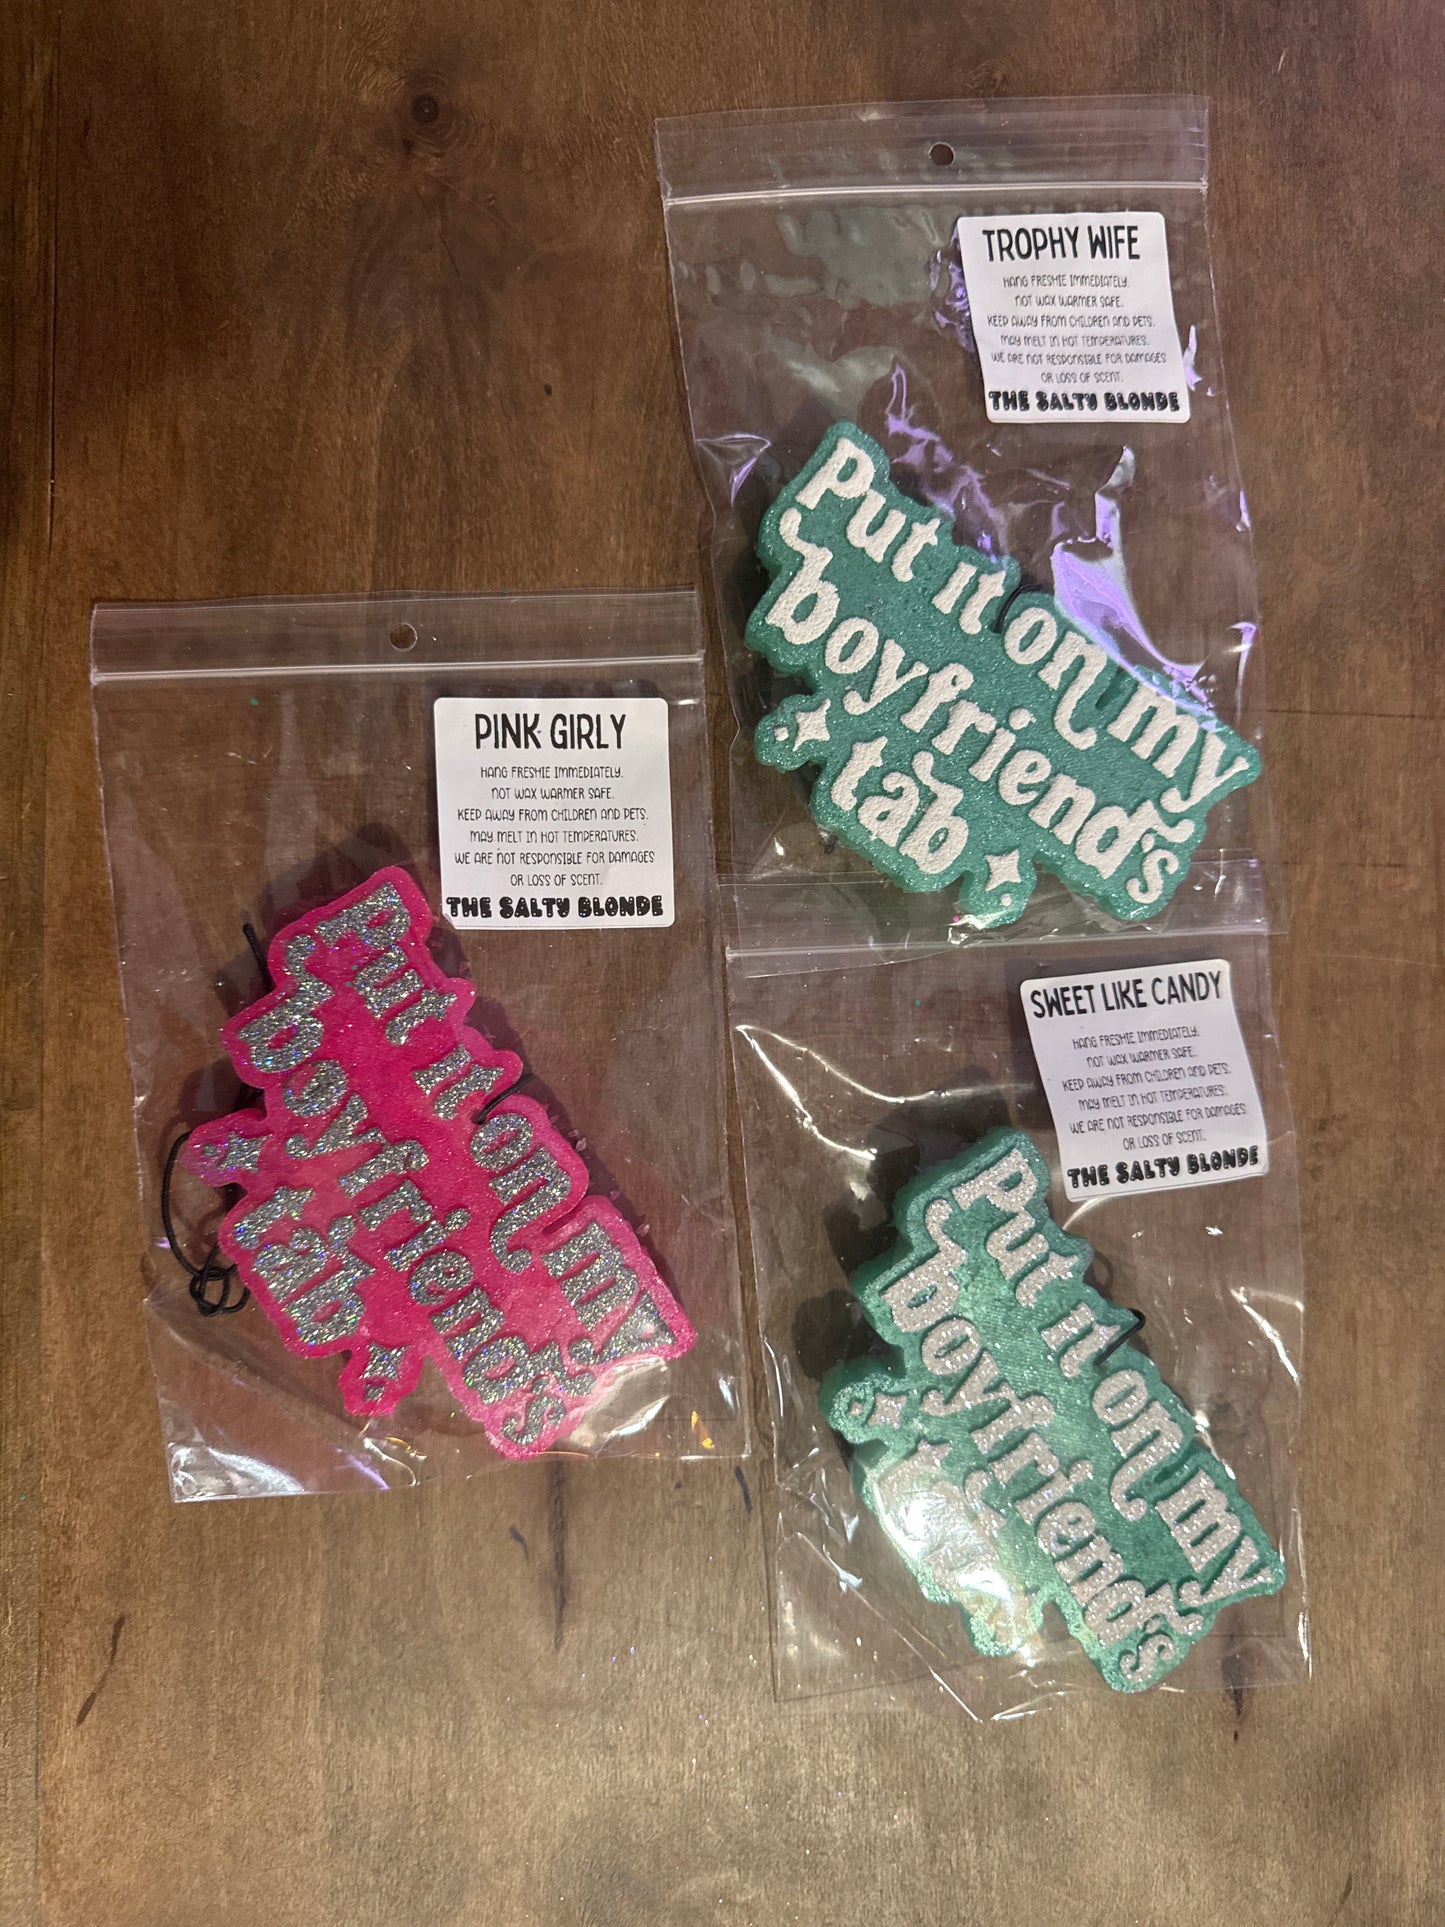 TROPHY WIFE
HANG FRESHIE IMMEDIATELY.
NOT WAX WARMER SAFE.
KEEP AWAY FROM CHILDREN AND PETS.
MAY MELT IN HOT TEMPERATURES.
WE ARE NOT RESPONSIBLE FOR DAMAGES
OR LOSS OF SCENT.
THE SALTY BLONDE
Put it on my
boyfriend's
tab
PINK GIRLY
HANG FRESHIE IMMEDIATELY.
NOT WAX WARMER SAFE.
KEEP AWAY FROM CHILDREN AND PETS.
MAY MELT IN HOT TEMPERATURES.
WE ARE NOT RESPONSIBLE FOR DAMAGES
OR LOSS OF SCENT.
THE SALTY BLONDE
Put it on my
boyfriend's
tab
SWEET LIKE CANDY
HANG FRESHIE IMMEDIATELY.
NOT WAX WARMER SAFE.
KEEP AWAY FROM CHILDREN AND PETS.
MAY MELT IN HOT TEMPERATURES.
WE ARE NOT RESPONSIBLE FOR DAMAGES
OR LOSS OF SCENT.
THE SALTY BLONDE
Put it on my
boyfriend's
tab